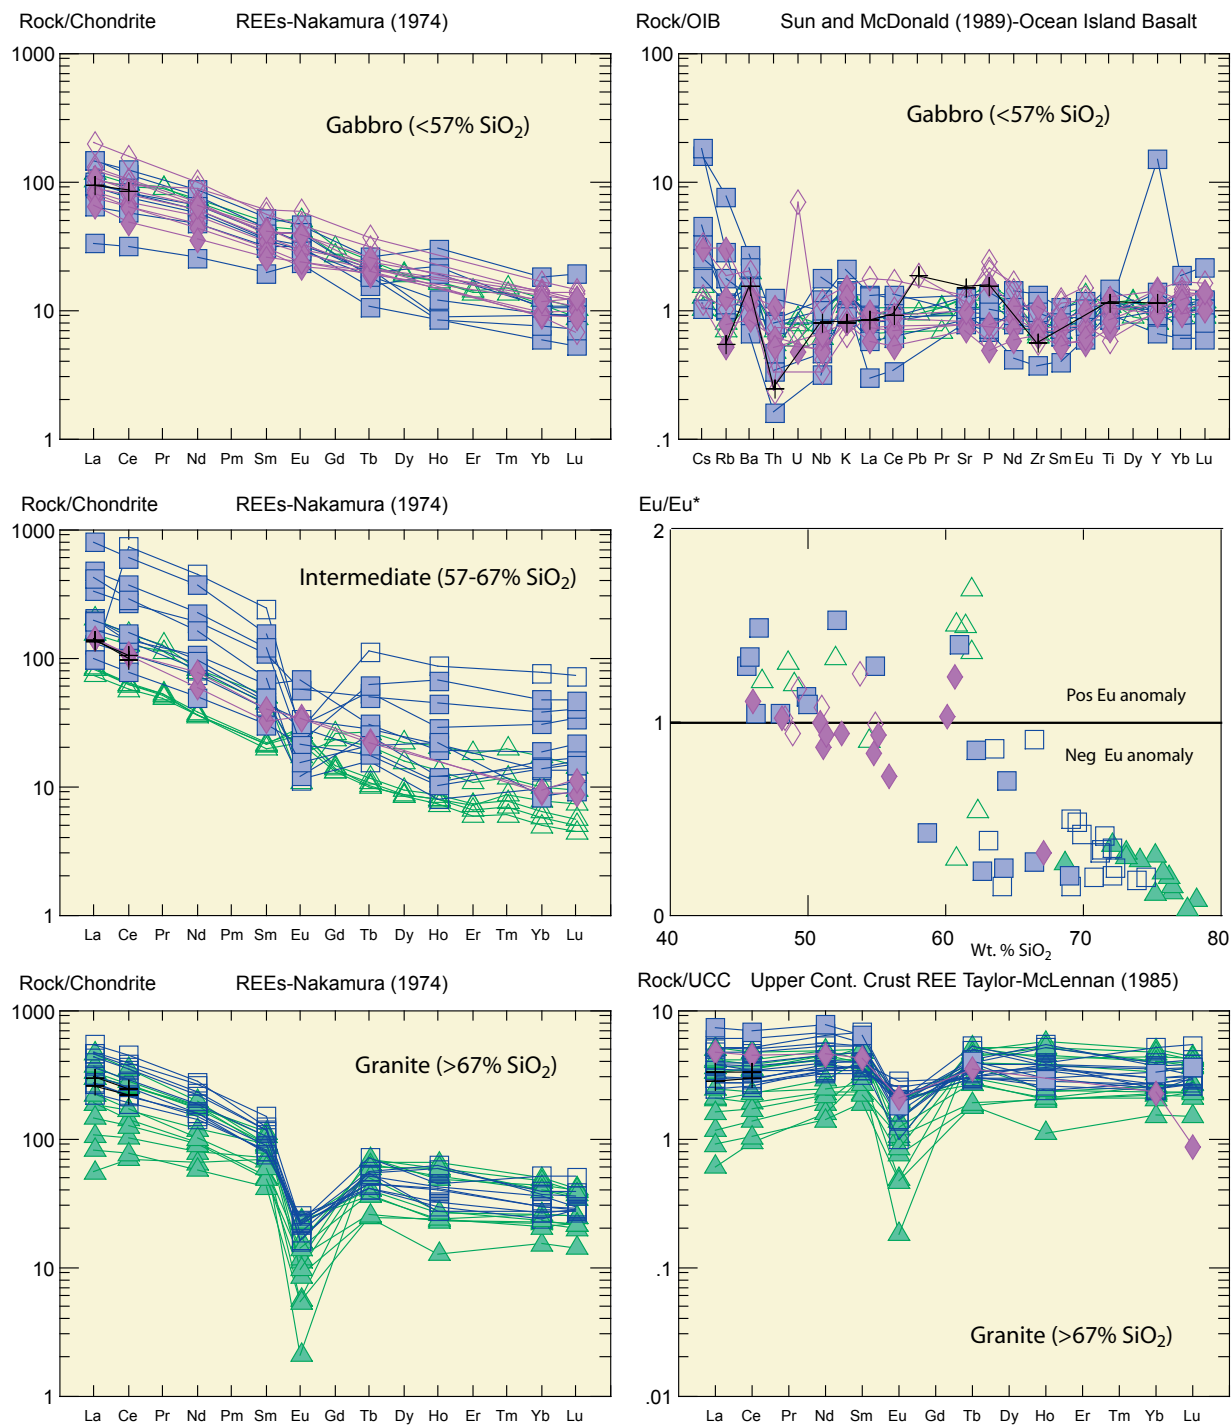 Rock/Chondrite REEs-Nakamura (1974)
1000
100
10
1
Gabbro (<57% SiO2)
La Ce Pr Nd Pm Sm Eu Gd Tb Dy Ho Er Tm Yb Lu
Rock/OIB Sun and McDonald (1989)-Ocean Island Basalt
100
10
1
.1
Gabbro (<57% SiO2)
Cs Rb Ba Th U Nb K La Ce Pb Pr Sr P Nd Zr Sm Eu Ti Dy Y Yb Lu
Rock/Chondrite REEs-Nakamura (1974)
1000
100
10
1
Intermediate (57-67% SiO2)
La Ce Pr Nd Pm Sm Eu Gd Tb Dy Ho Er Tm Yb Lu
Eu/Eu*
2
1
0
Pos Eu anomaly
Neg Eu anomaly
40 50 60 70 80
Wt. % SiO2
Rock/Chondrite REEs-Nakamura (1974)
1000
100
10
1
Granite (>67% SiO2)
La Ce Pr Nd Pm Sm Eu Gd Tb Dy Ho Er Tm Yb Lu
Rock/UCC Upper Cont. Crust REE Taylor-McLennan (1985)
10
1
.1
.01
Granite (>67% SiO2)
La Ce Pr Nd Sm Eu Gd Tb Dy Ho Er Tm Yb Lu